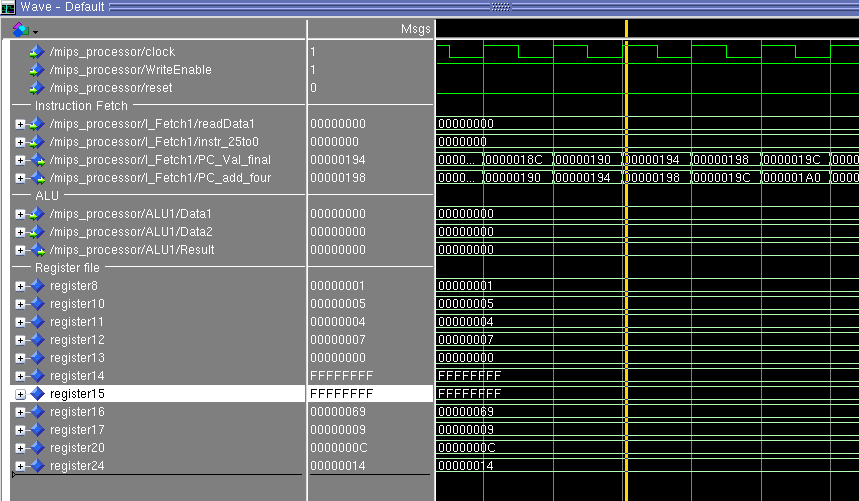 Wave - Default
Msgs
/mips_processor/clock 1
/mips_processor/WriteEnable 1
/mips_processor/reset 0
Instruction Fetch
/mips_processor/I_Fetch1/readData1 00000000 00000000
/mips_processor/I_Fetch1/instr_25to0 0000000 0000000
/mips_processor/I_Fetch1/PC_Val_final 00000194 0000... 0000018C 00000190 00000194 00000198 0000019C 0000
/mips_processor/I_Fetch1/PC_add_four 00000198 0000... 00000190 00000194 00000198 0000019C 000001A0 0000
ALU
/mips_processor/ALU1/Data1 00000000 00000000
/mips_processor/ALU1/Data2 00000000 00000000
/mips_processor/ALU1/Result 00000000 00000000
Register file
register8 00000001 00000001
register10 00000005 00000005
register11 00000004 00000004
register12 00000007 00000007
register13 00000000 00000000
register14 FFFFFFFF FFFFFFFF
register15 FFFFFFFF FFFFFFFF
register16 00000069 00000069
register17 00000009 00000009
register20 0000000C 0000000C
register24 00000014 00000014